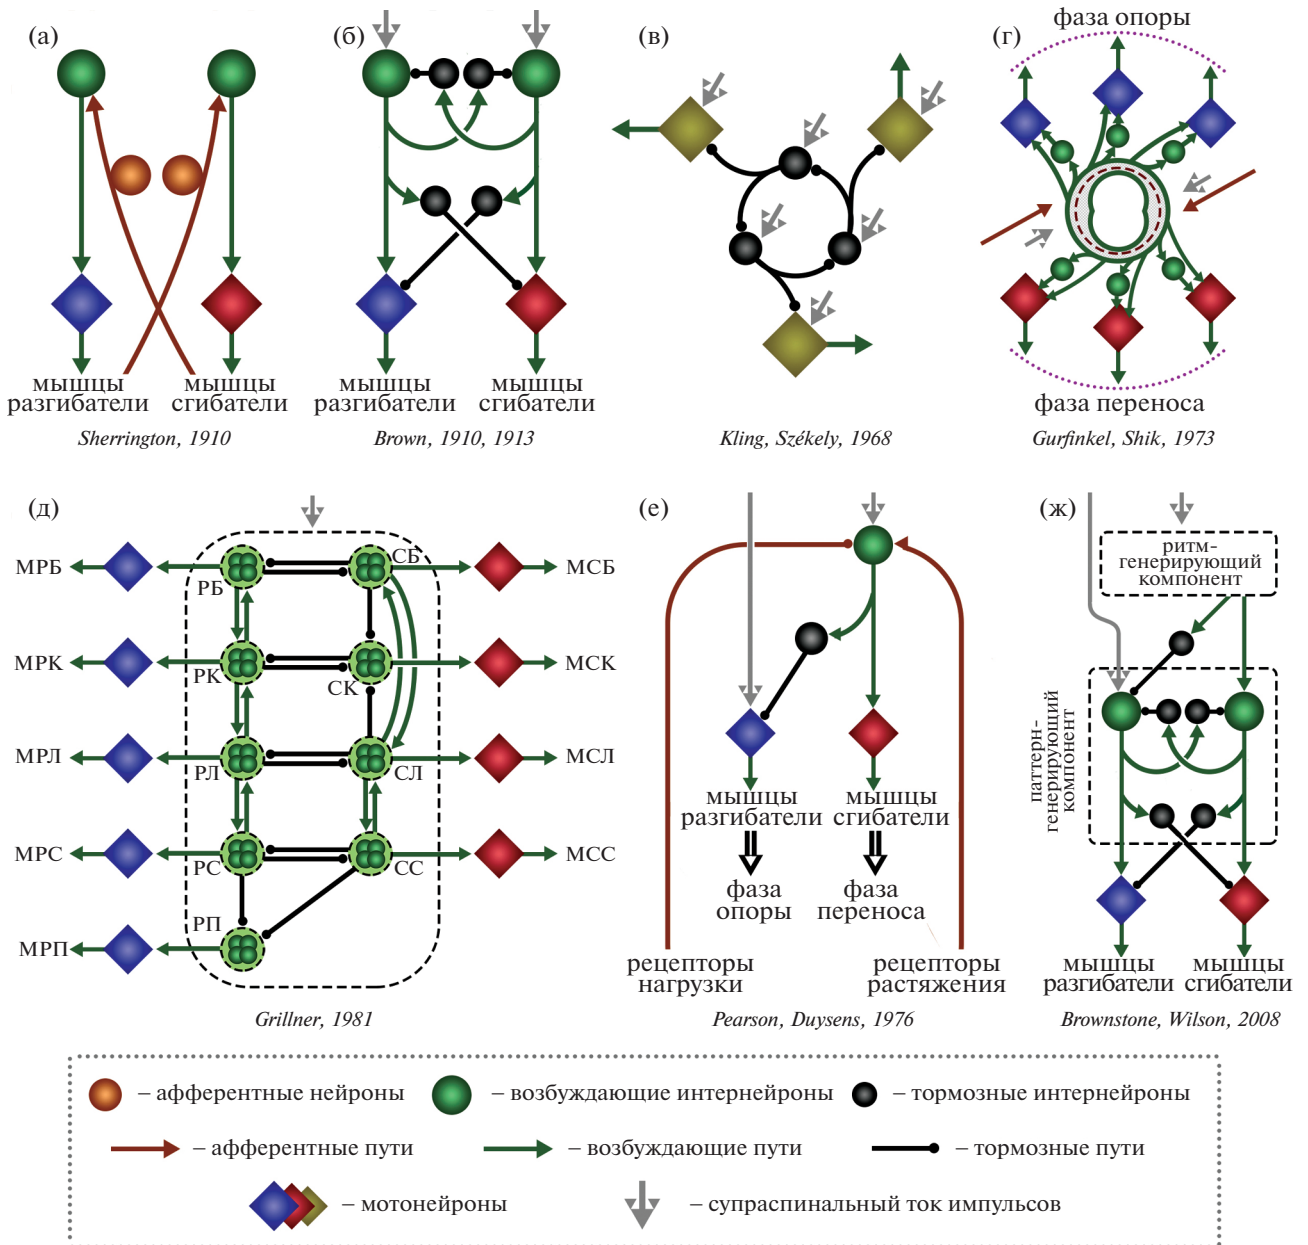 (а)
мышцы
разгибатели
мышцы
сгибатели
Sherrington, 1910
(б)
мышцы
разгибатели
мышцы
сгибатели
Brown, 1910, 1913
(в)
Kling, Székely, 1968
(г)
фаза опоры
фаза переноса
Gurfinkel, Shik, 1973
(д)
МРБ
РБ
СБ
МСБ
МРК
РК
СК
МСК
МРЛ
РЛ
СЛ
МСЛ
МРС
РС
СС
МСС
РП
МРП
Grillner, 1981
(е)
мышцы
разгибатели
мышцы
сгибатели
фаза
опоры
фаза
переноса
рецепторы
нагрузки
рецепторы
растяжения
Pearson, Duysens, 1976
(ж)
ритм-
генерирующий
компонент
паттерн-
генерирующий
компонент
мышцы
разгибатели
мышцы
сгибатели
Brownstone, Wilson, 2008
– афферентные нейроны
– возбуждающие интернейроны
– тормозные интернейроны
– афферентные пути
– возбуждающие пути
– тормозные пути
– мотонейроны
– супраспинальный ток импульсов